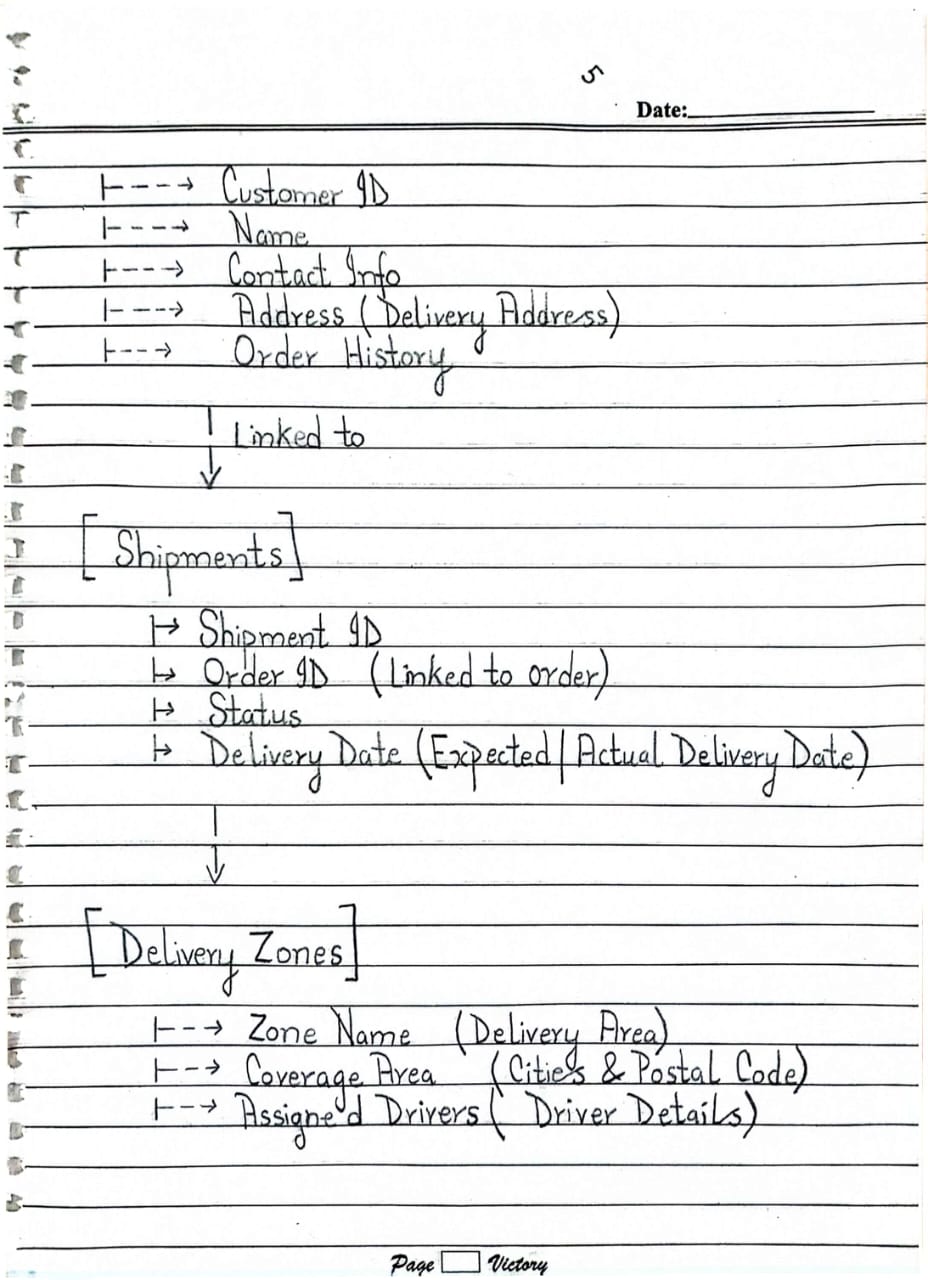 5
Date:
Customer ID
Name
Contact Info
Address (Delivery Address)
Order History
Linked to
[Shipments]
Shipment ID
Order ID (Linked to order)
Status
Delivery Date (Expected | Actual Delivery Date)
[Delivery Zones]
Zone Name (Delivery Area)
Coverage Area (Cities & Postal Code)
Assigned Drivers (Driver Details)
Page Victory